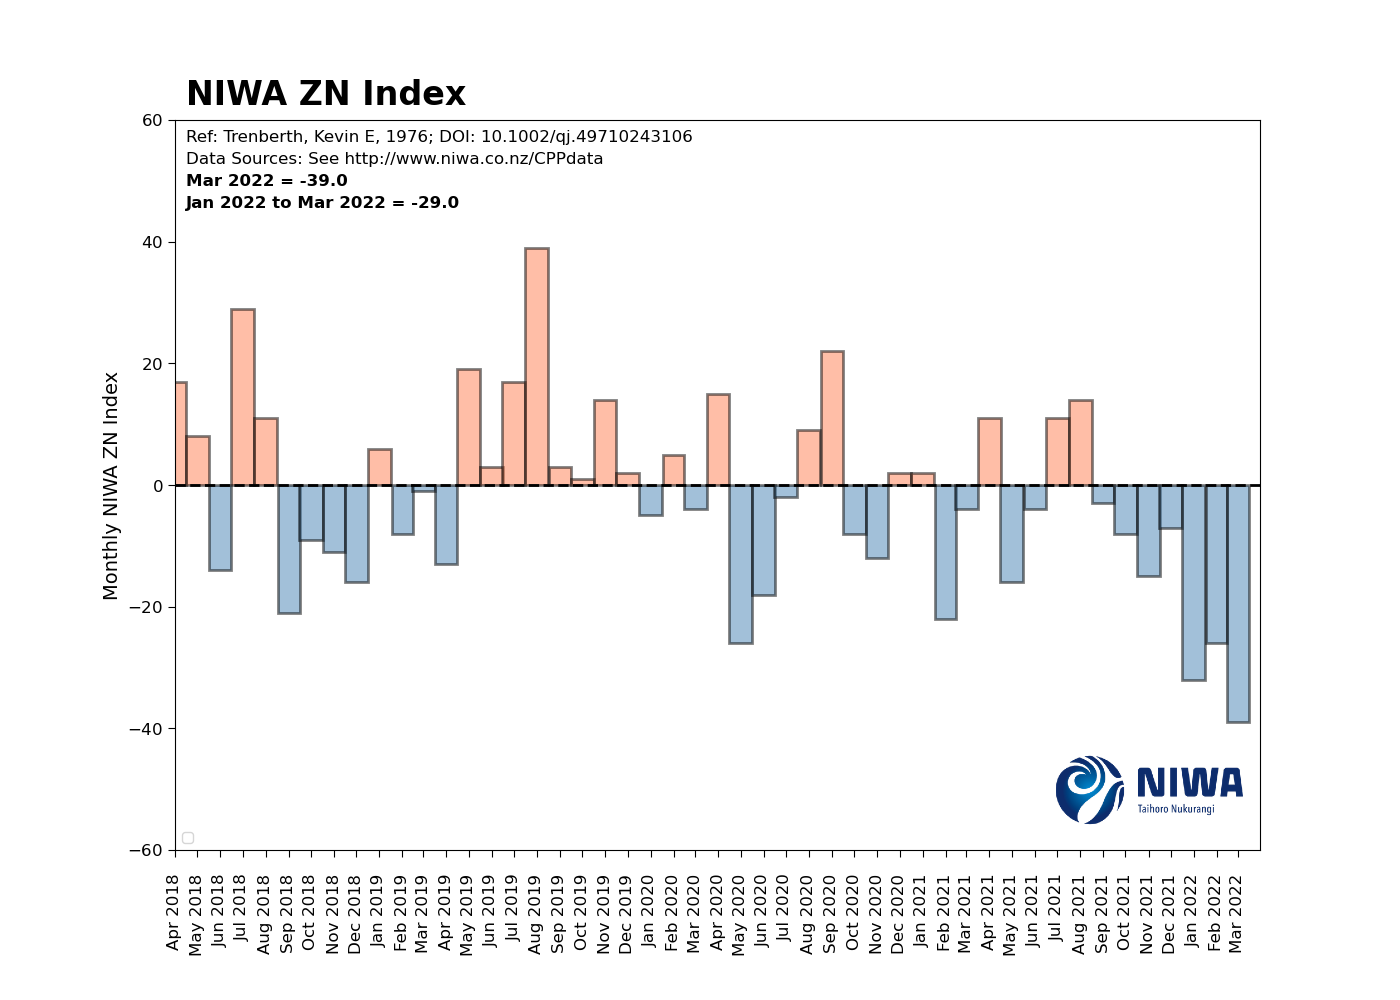 NIWA ZN Index
Ref: Trenberth, Kevin E, 1976; DOI: 10.1002/qj.49710243106
Data Sources: See http://www.niwa.co.nz/CPPdata
Mar 2022 = -39.0
Jan 2022 to Mar 2022 = -29.0
Monthly NIWA ZN Index
60
40
20
0
−20
−40
−60
NIWA
Taihoro Nukurangi
Apr 2018
May 2018
Jun 2018
Jul 2018
Aug 2018
Sep 2018
Oct 2018
Nov 2018
Dec 2018
Jan 2019
Feb 2019
Mar 2019
Apr 2019
May 2019
Jun 2019
Jul 2019
Aug 2019
Sep 2019
Oct 2019
Nov 2019
Dec 2019
Jan 2020
Feb 2020
Mar 2020
Apr 2020
May 2020
Jun 2020
Jul 2020
Aug 2020
Sep 2020
Oct 2020
Nov 2020
Dec 2020
Jan 2021
Feb 2021
Mar 2021
Apr 2021
May 2021
Jun 2021
Jul 2021
Aug 2021
Sep 2021
Oct 2021
Nov 2021
Dec 2021
Jan 2022
Feb 2022
Mar 2022